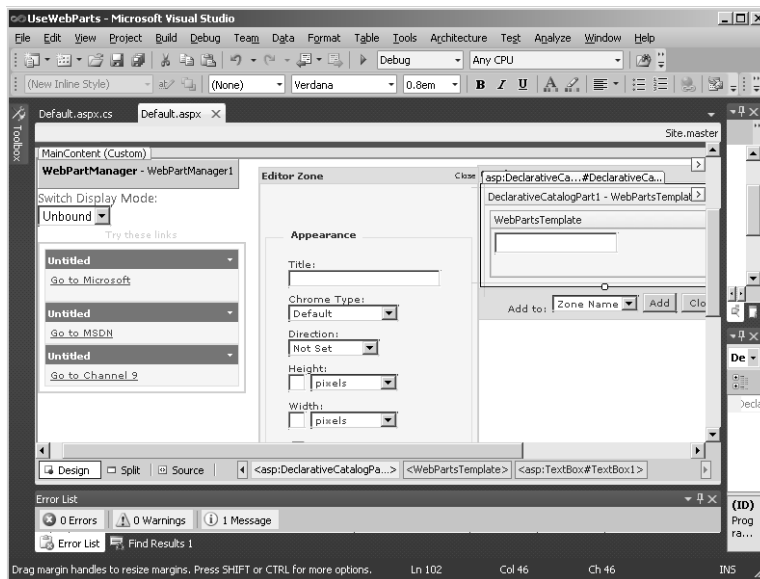 UseWebParts - Microsoft Visual Studio
File Edit View Project Build Debug Team Data Format Table Tools Architecture Test Analyze Window Help
Debug Any CPU
(New Inline Style) (None) Verdana 0.8em B I U A
Toolbox
Default.aspx.cs Default.aspx X
Site.master
MainContent (Custom)
WebPartManager - WebPartManager1
Switch Display Mode:
Unbound
Try these links
Untitled
Go to Microsoft
Untitled
Go to MSDN
Untitled
Go to Channel 9
Editor Zone Close
Appearance
Title:
Chrome Type:
Default
Direction:
Not Set
Height:
pixels
Width:
pixels
asp:DeclarativeCa...#DeclarativeCa...
DeclarativeCatalogPart1 - WebPartsTemplat
WebPartsTemplate
Add to: Zone Name Add Clo
De
Decla
Design Split Source <asp:DeclarativeCatalogPa...> <WebPartsTemplate> <asp:TextBox#TextBox1>
Error List
0 Errors 0 Warnings 1 Message
Error List Find Results 1
(ID)
Prog
ra...
Drag margin handles to resize margins. Press SHIFT or CTRL for more options. Ln 102 Col 46 Ch 46 INS